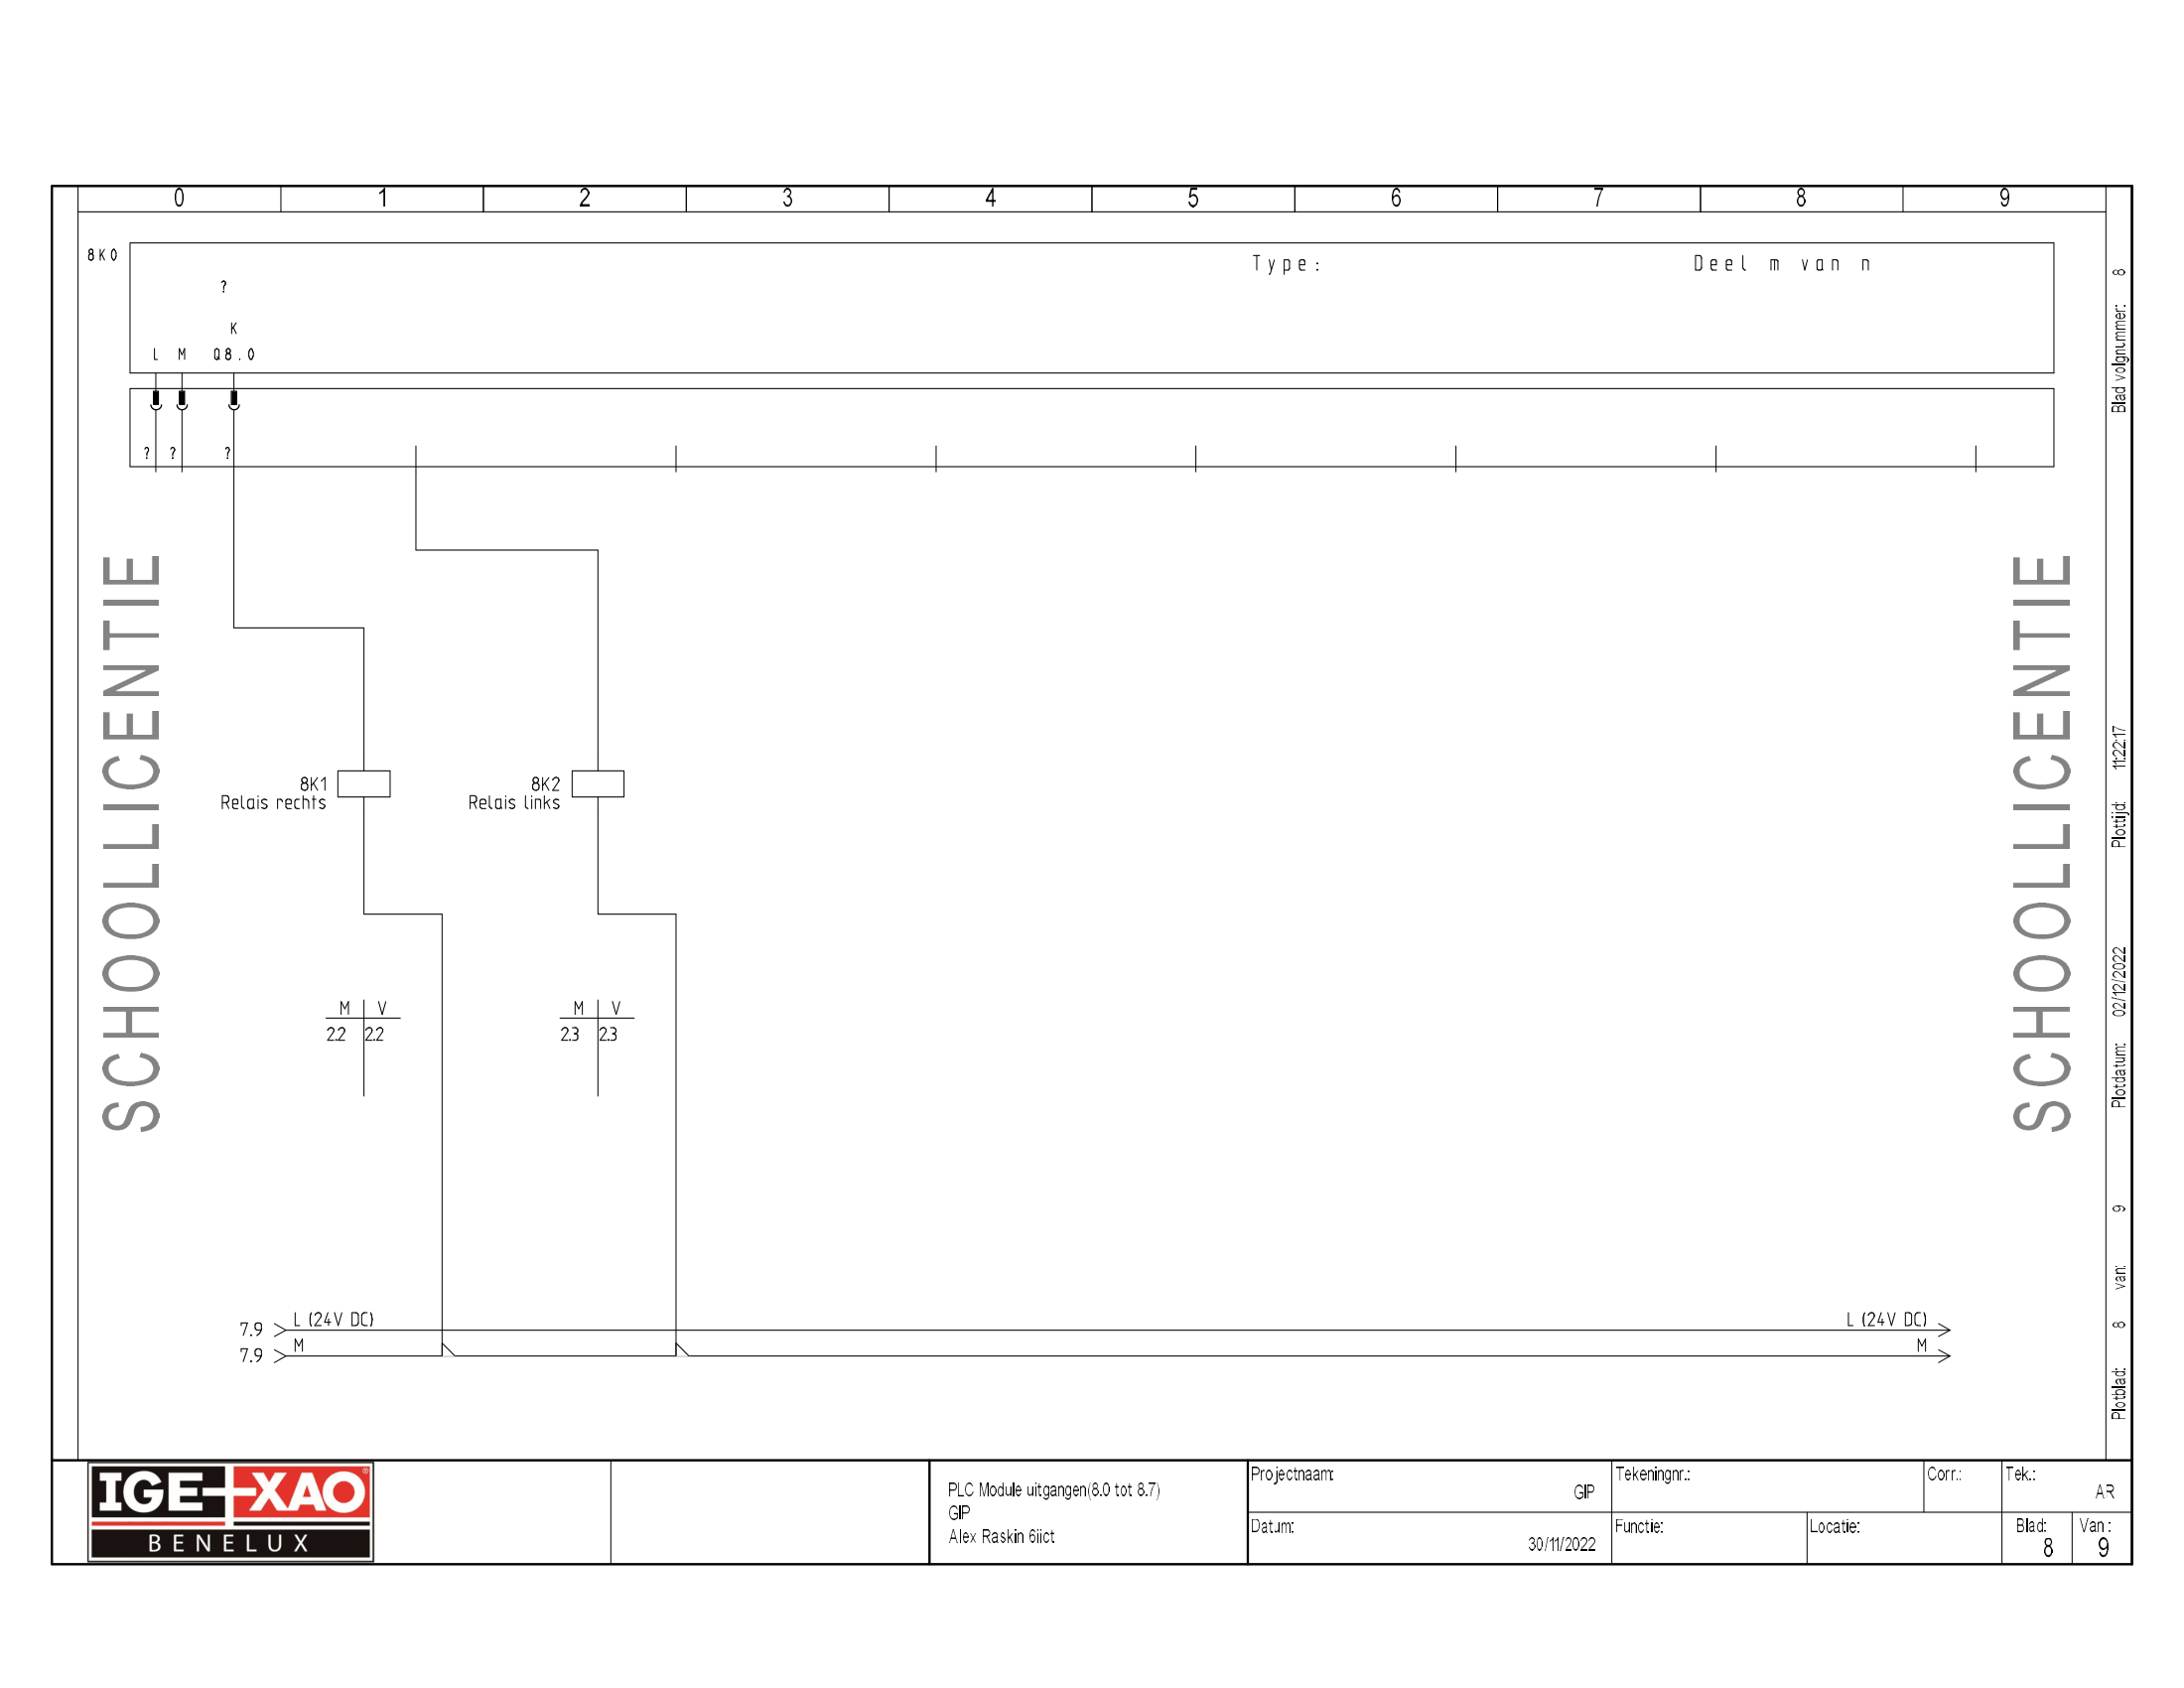 0 1 2 3 4 5 6 7 8 9
8K0
Type:
Deel m van n
?
K
L M Q8.0
? ? ?
SCHOOLLICENTIE
SCHOOLLICENTIE
8K1
Relais rechts
8K2
Relais links
M V
2.2 2.2
M V
2.3 2.3
7.9 L (24V DC)
L (24V DC)
7.9 M
M
Blad volgnummer: 8
Plottijd: 11:22:17
Plotdatum: 02/12/2022
Plotblad: 8 van: 9
IGE+XAO®
BENELUX
PLC Module uitgangen(8.0 tot 8.7)
GIP
Alex Raskin 6iict
Projectnaam:
GIP
Datum:
30/11/2022
Tekeningnr.:
Corr.:
Tek.:
AR
Functie:
Locatie:
Blad:
8
Van :
9